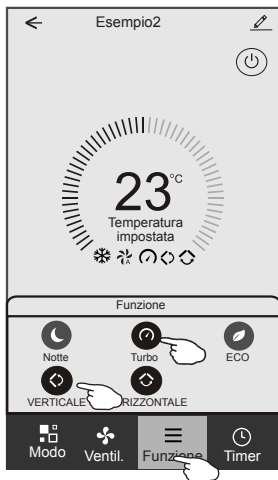 Esempio2
23°C
Temperatura
impostata
A
Funzione
Notte Turbo ECO
VERTICALE RIZZONTALE
Modo Ventil. Funzione Timer